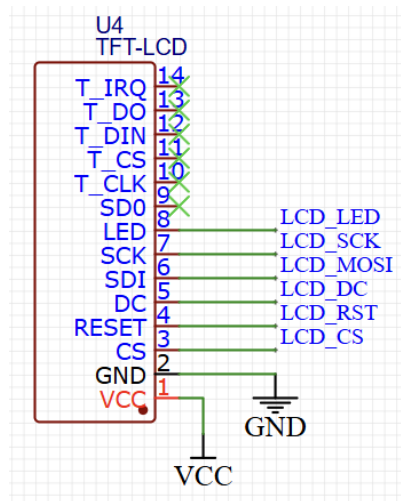 U4
TFT-LCD
T_IRQ 14
T_DO 13
T_DIN 12
T_CS 11
T_CLK 10
SD0 9
LED 8 LCD_LED
SCK 7 LCD_SCK
SDI 6 LCD_MOSI
DC 5 LCD_DC
RESET 4 LCD_RST
CS 3 LCD_CS
GND 2
VCC 1
GND
VCC